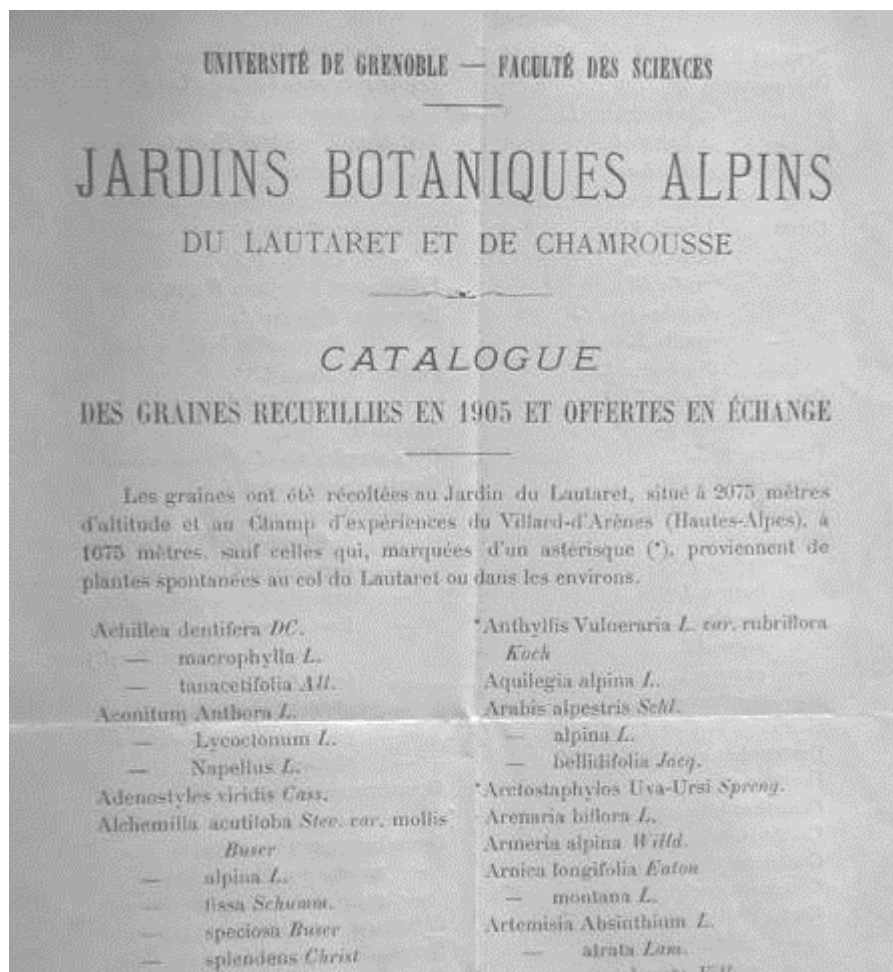 UNIVERSITÉ DE GRENOBLE — FACULTÉ DES SCIENCES
JARDINS BOTANIQUES ALPINS
DU LAUTARET ET DE CHAMROUSSE
CATALOGUE
DES GRAINES RECUEILLIES EN 1905 ET OFFERTES EN ÉCHANGE
Les graines ont été récoltées au Jardin du Lautaret, situé à 2075 mètres
d'altitude et au Champ d'expériences du Villard-d'Arènes (Hautes-Alpes), à
1675 mètres, sauf celles qui, marquées d'un astérisque (*), proviennent de
plantes spontanées au col du Lautaret ou dans les environs.
Achillea dentifera DC.
— macrophylla L.
— tanacetifolia All.
Aconitum Anthora L.
— Lycoctonum L.
— Napellus L.
Adenostyles viridis Cass.
Alchemilla acutiloba Stev. var. mollis
Buser
— alpina L.
— fissa Schumm.
— speciosa Buser
— splendens Christ
*Anthyllis Vulneraria L. var. rubriflora
Koch
Aquilegia alpina L.
Arabis alpestris Schl.
— alpina L.
— bellidifolia Jacq.
*Arctostaphylos Uva-Ursi Spreng.
Arenaria biflora L.
Armeria alpina Willd.
Arnica longifolia Eaton
— montana L.
Artemisia Absinthium L.
— atrata Lam.